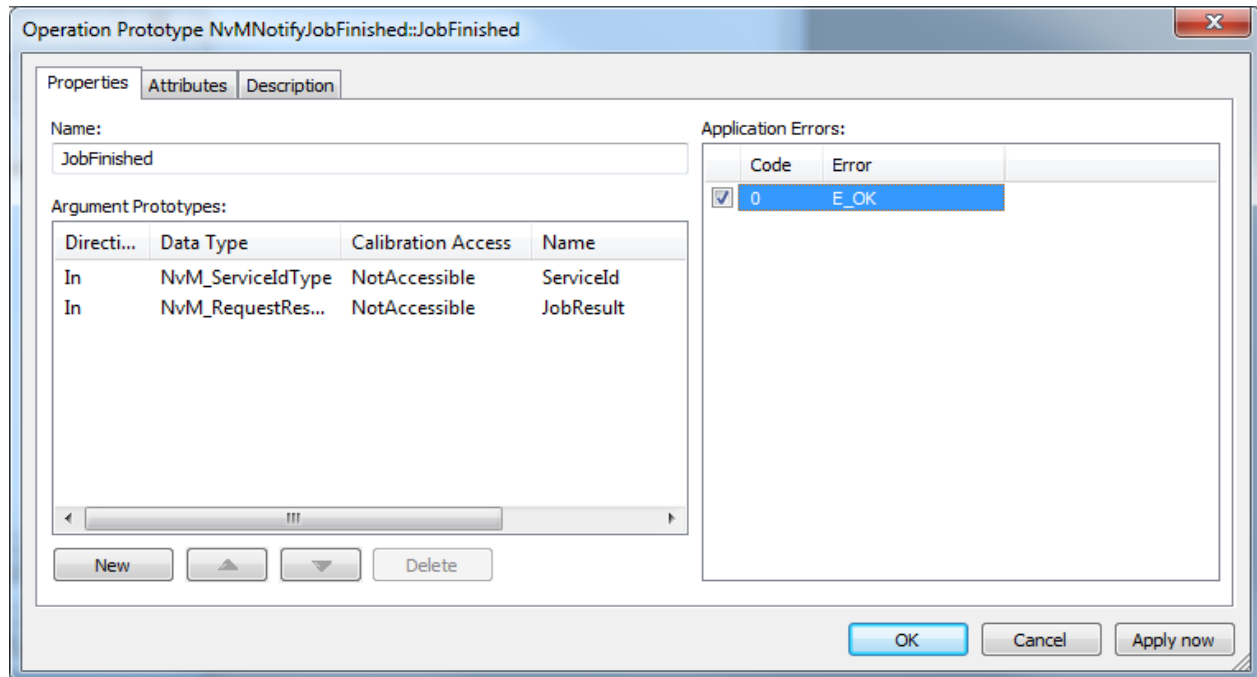 Operation Prototype NvMNotifyJobFinished::JobFinished
Properties Attributes Description
Name:
JobFinished
Argument Prototypes:
Directi... Data Type Calibration Access Name
In NvM_ServiceIdType NotAccessible ServiceId
In NvM_RequestRes... NotAccessible JobResult
New Delete
Application Errors:
Code Error
0 E_OK
OK Cancel Apply now